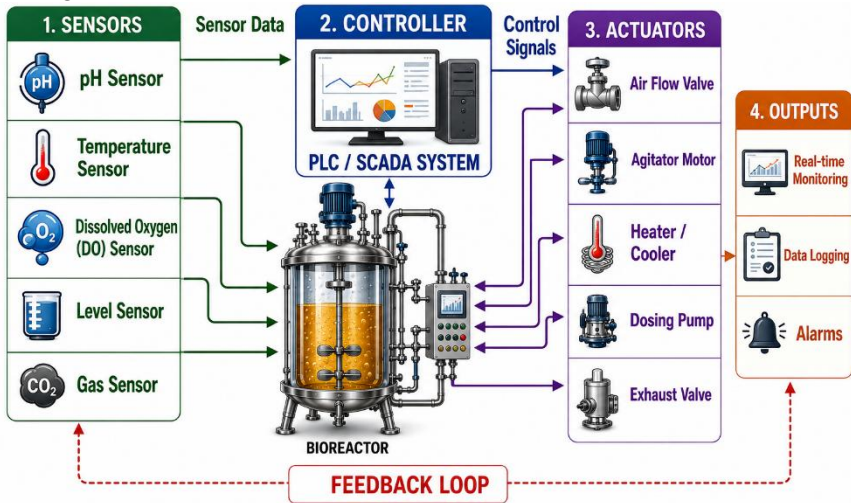 1. SENSORS
pH
pH Sensor
Temperature
Sensor
O₂
Dissolved Oxygen
(DO) Sensor
Level Sensor
CO₂
Gas Sensor
Sensor Data
2. CONTROLLER
PLC / SCADA SYSTEM
BIOREACTOR
Control
Signals
3. ACTUATORS
Air Flow Valve
Agitator Motor
Heater /
Cooler
Dosing Pump
Exhaust Valve
4. OUTPUTS
Real-time
Monitoring
Data Logging
Alarms
FEEDBACK LOOP